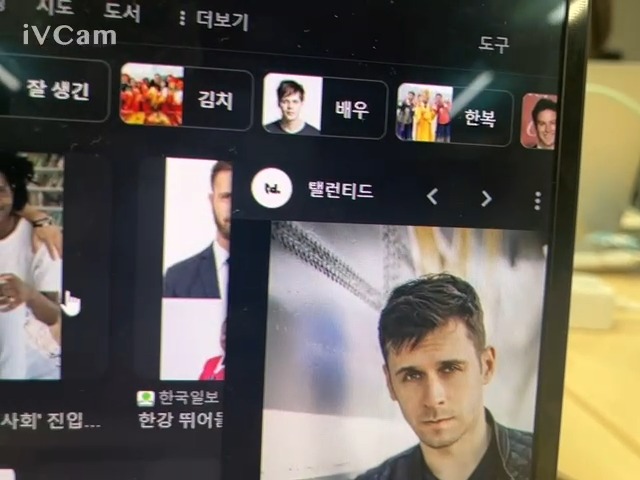 지도 도서 ⋮ 더보기
iVCam
도구
잘 생긴 김치 배우 한복
td. 탤런티드
한국일보
사회" 진입...
한강 뛰어들